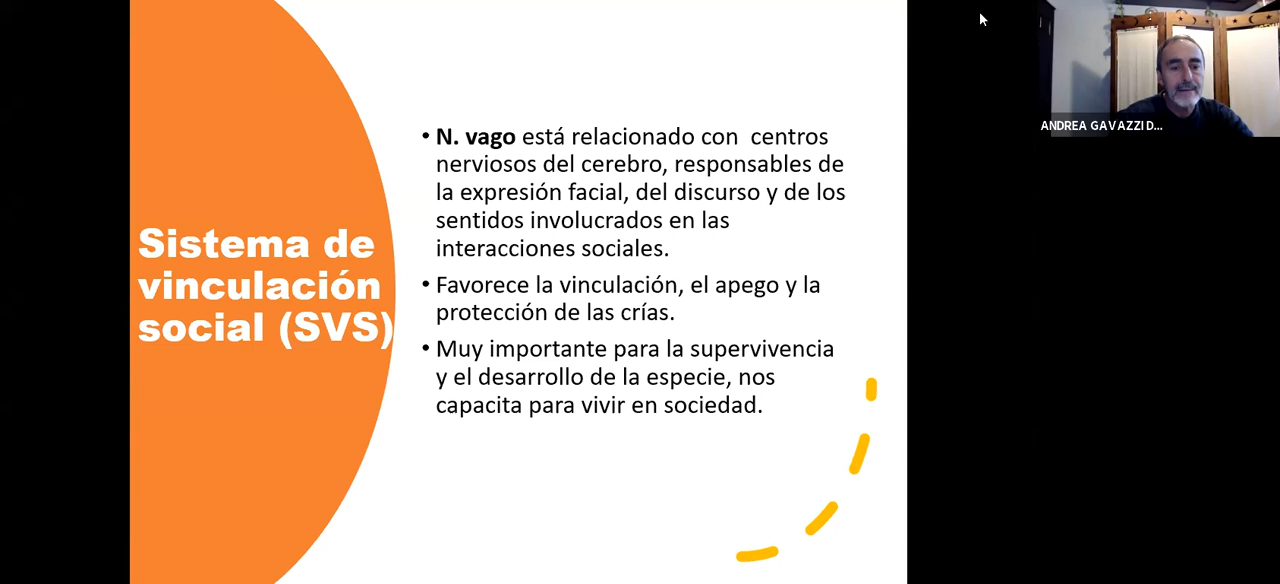 Sistema de
vinculación
social (SVS)
• N. vago está relacionado con  centros
nerviosos del cerebro, responsables de
la expresión facial, del discurso y de los
sentidos involucrados en las
interacciones sociales.
• Favorece la vinculación, el apego y la
protección de las crías.
• Muy importante para la supervivencia
y el desarrollo de la especie, nos
capacita para vivir en sociedad.
ANDREA GAVAZZI D...